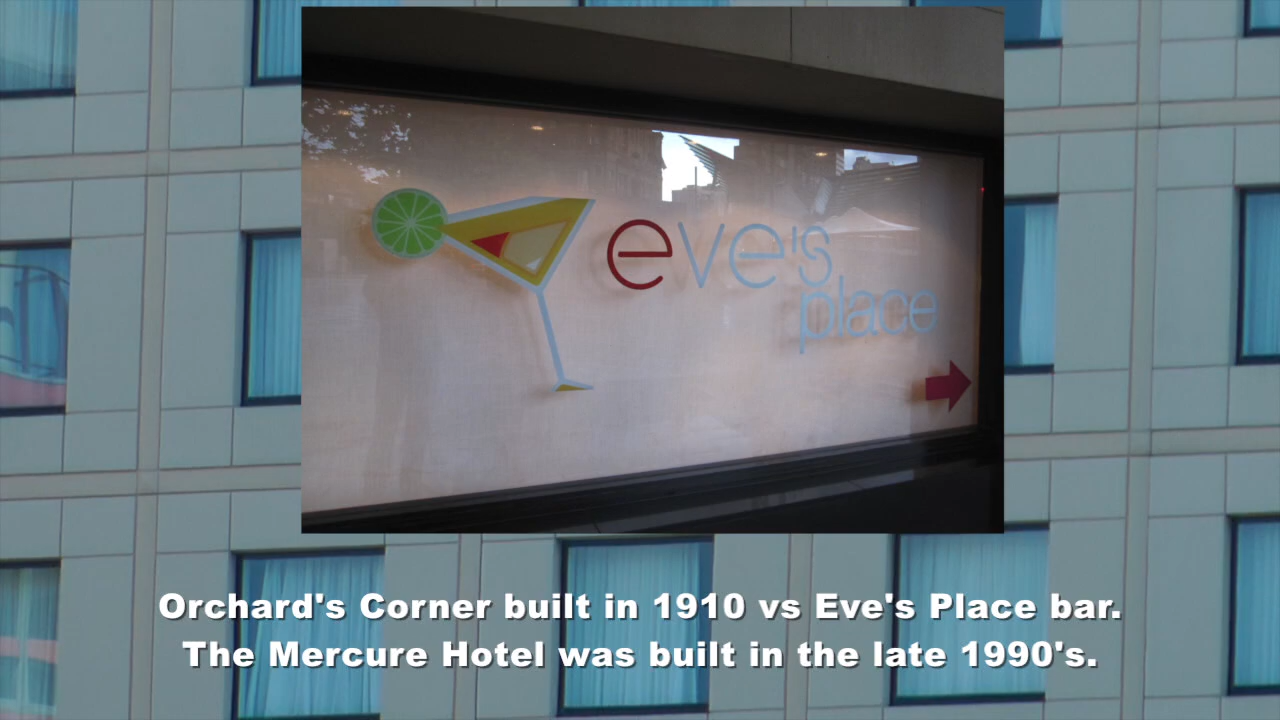 eve's
place
Orchard's Corner built in 1910 vs Eve's Place bar.
The Mercure Hotel was built in the late 1990's.